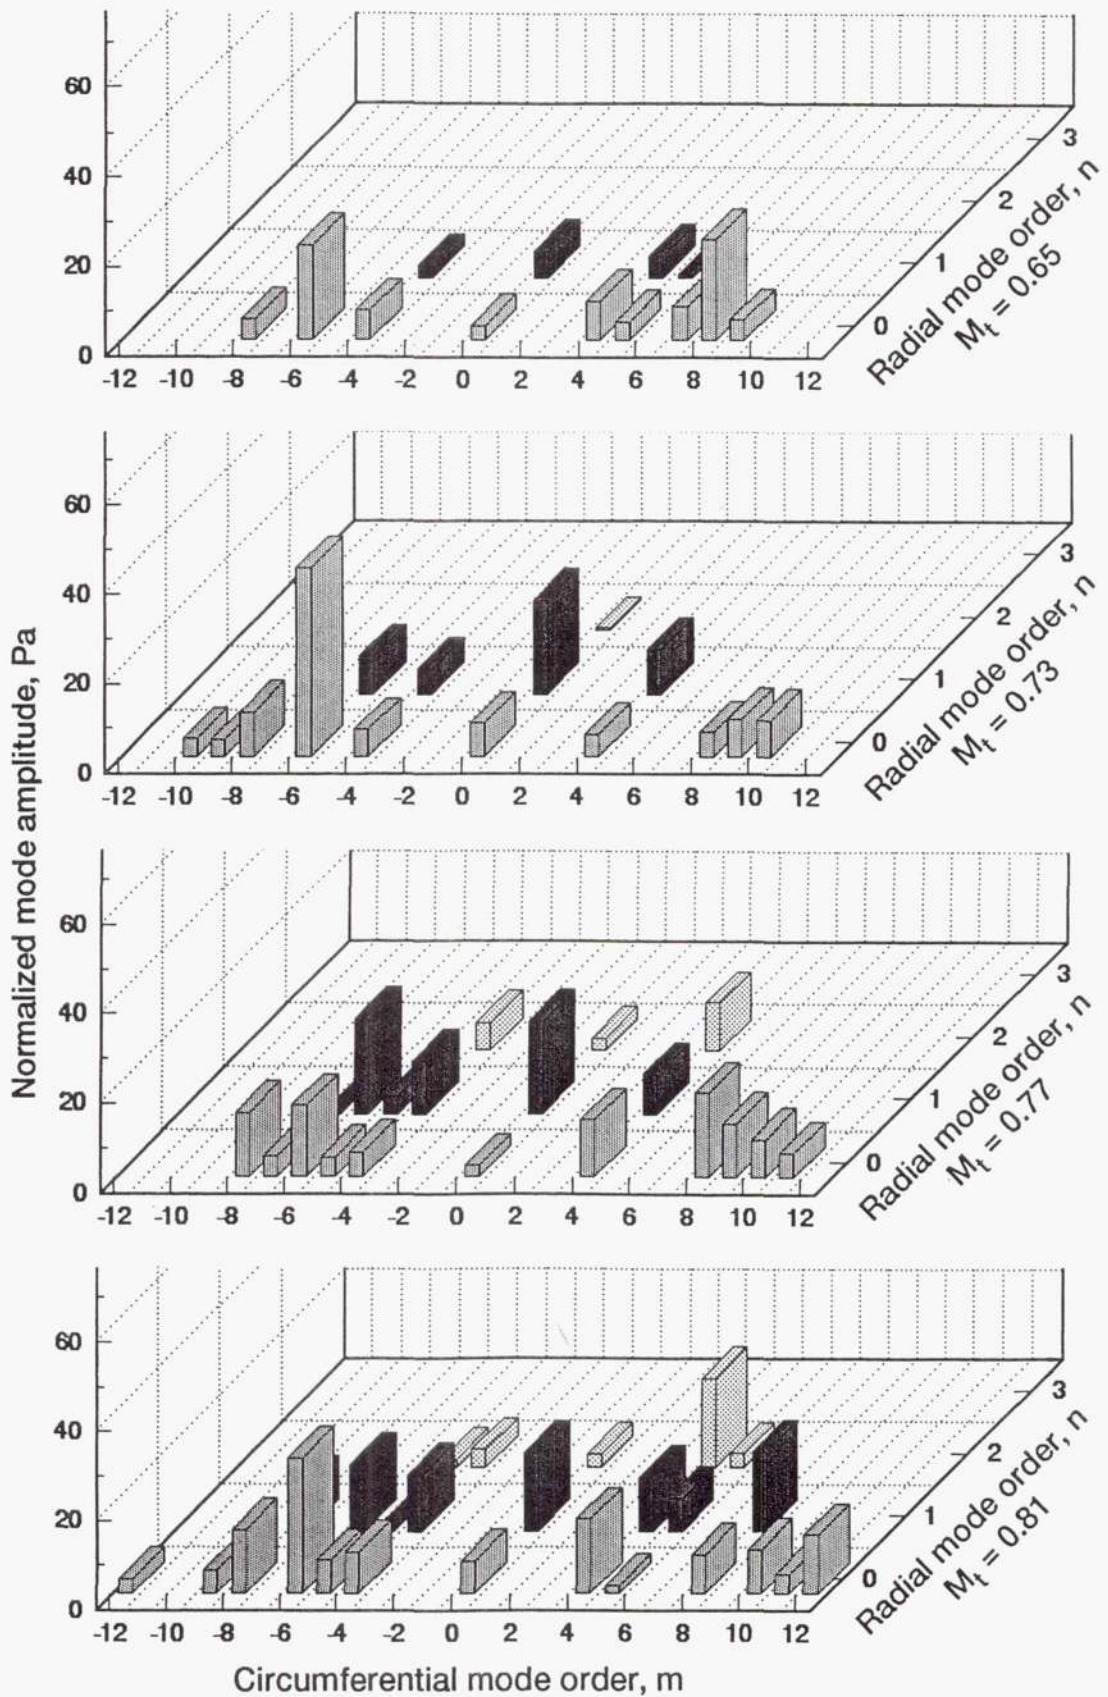 Normalized mode amplitude, Pa
60
40
20
0
-12 -10 -8 -6 -4 -2 0 2 4 6 8 10 12
0 1 2 3
Radial mode order, n
Mₜ = 0.65
60
40
20
0
-12 -10 -8 -6 -4 -2 0 2 4 6 8 10 12
0 1 2 3
Radial mode order, n
Mₜ = 0.73
60
40
20
0
-12 -10 -8 -6 -4 -2 0 2 4 6 8 10 12
0 1 2 3
Radial mode order, n
Mₜ = 0.77
60
40
20
0
-12 -10 -8 -6 -4 -2 0 2 4 6 8 10 12
0 1 2 3
Radial mode order, n
Mₜ = 0.81
Circumferential mode order, m